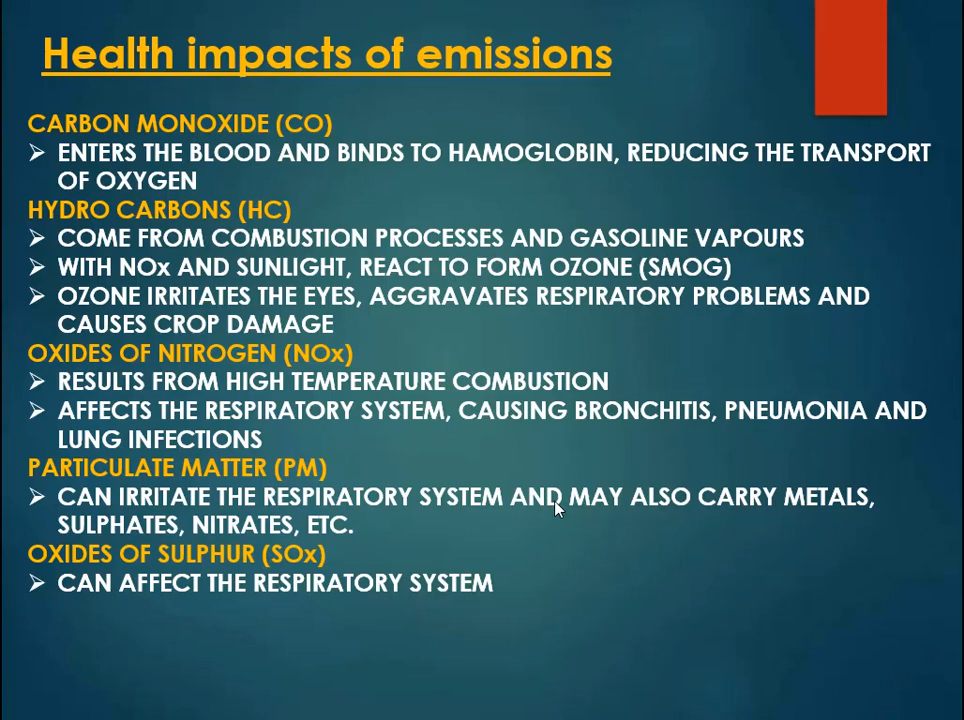 Health impacts of emissions
CARBON MONOXIDE (CO)
➢ ENTERS THE BLOOD AND BINDS TO HAMOGLOBIN, REDUCING THE TRANSPORT
OF OXYGEN
HYDRO CARBONS (HC)
➢ COME FROM COMBUSTION PROCESSES AND GASOLINE VAPOURS
➢ WITH NOx AND SUNLIGHT, REACT TO FORM OZONE (SMOG)
➢ OZONE IRRITATES THE EYES, AGGRAVATES RESPIRATORY PROBLEMS AND
CAUSES CROP DAMAGE
OXIDES OF NITROGEN (NOx)
➢ RESULTS FROM HIGH TEMPERATURE COMBUSTION
➢ AFFECTS THE RESPIRATORY SYSTEM, CAUSING BRONCHITIS, PNEUMONIA AND
LUNG INFECTIONS
PARTICULATE MATTER (PM)
➢ CAN IRRITATE THE RESPIRATORY SYSTEM AND MAY ALSO CARRY METALS,
SULPHATES, NITRATES, ETC.
OXIDES OF SULPHUR (SOx)
➢ CAN AFFECT THE RESPIRATORY SYSTEM